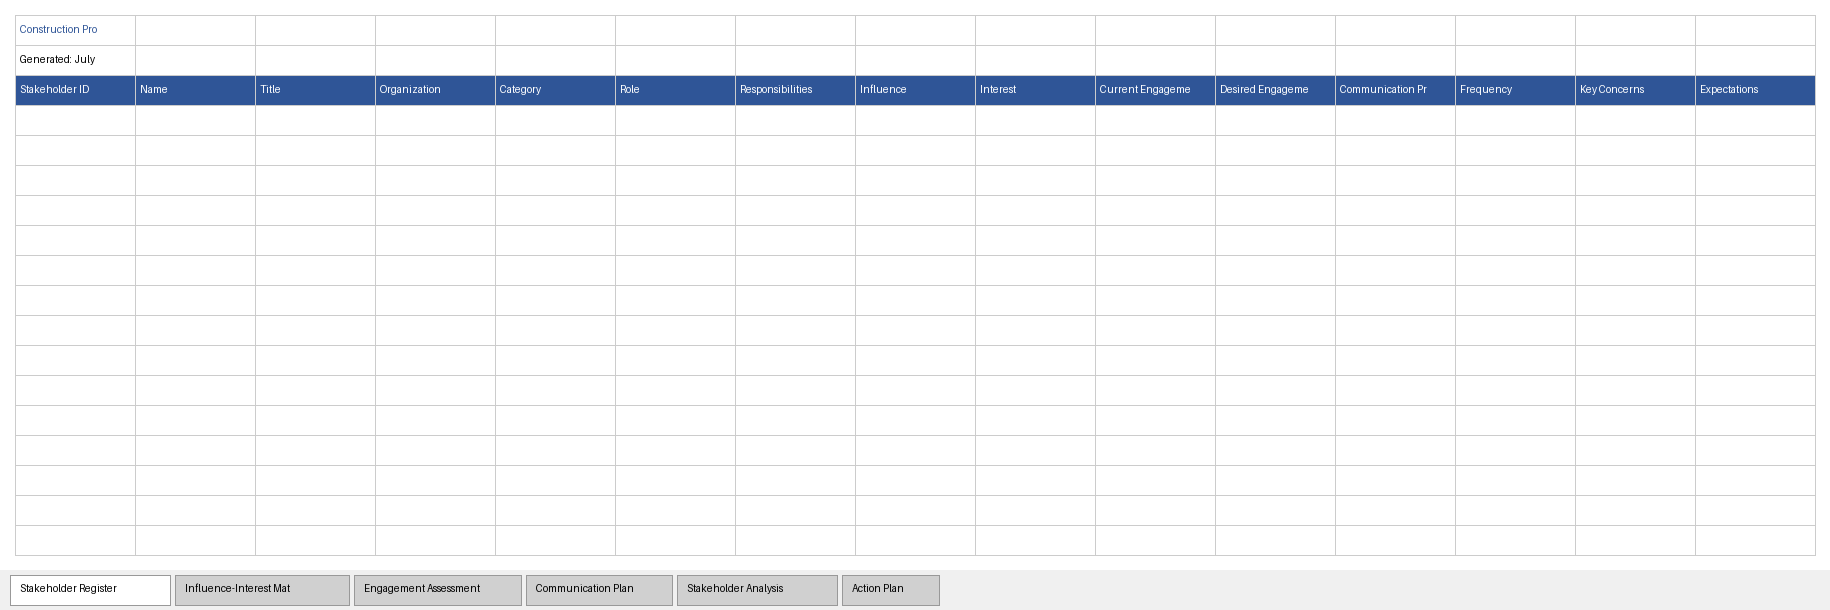 Construction Pro
Generated: July
Stakeholder ID Name Title Organization Category Role Responsibilities Influence Interest Current Engageme Desired Engageme Communication Pr Frequency Key Concerns Expectations
Stakeholder Register Influence-Interest Mat Engagement Assessment Communication Plan Stakeholder Analysis Action Plan